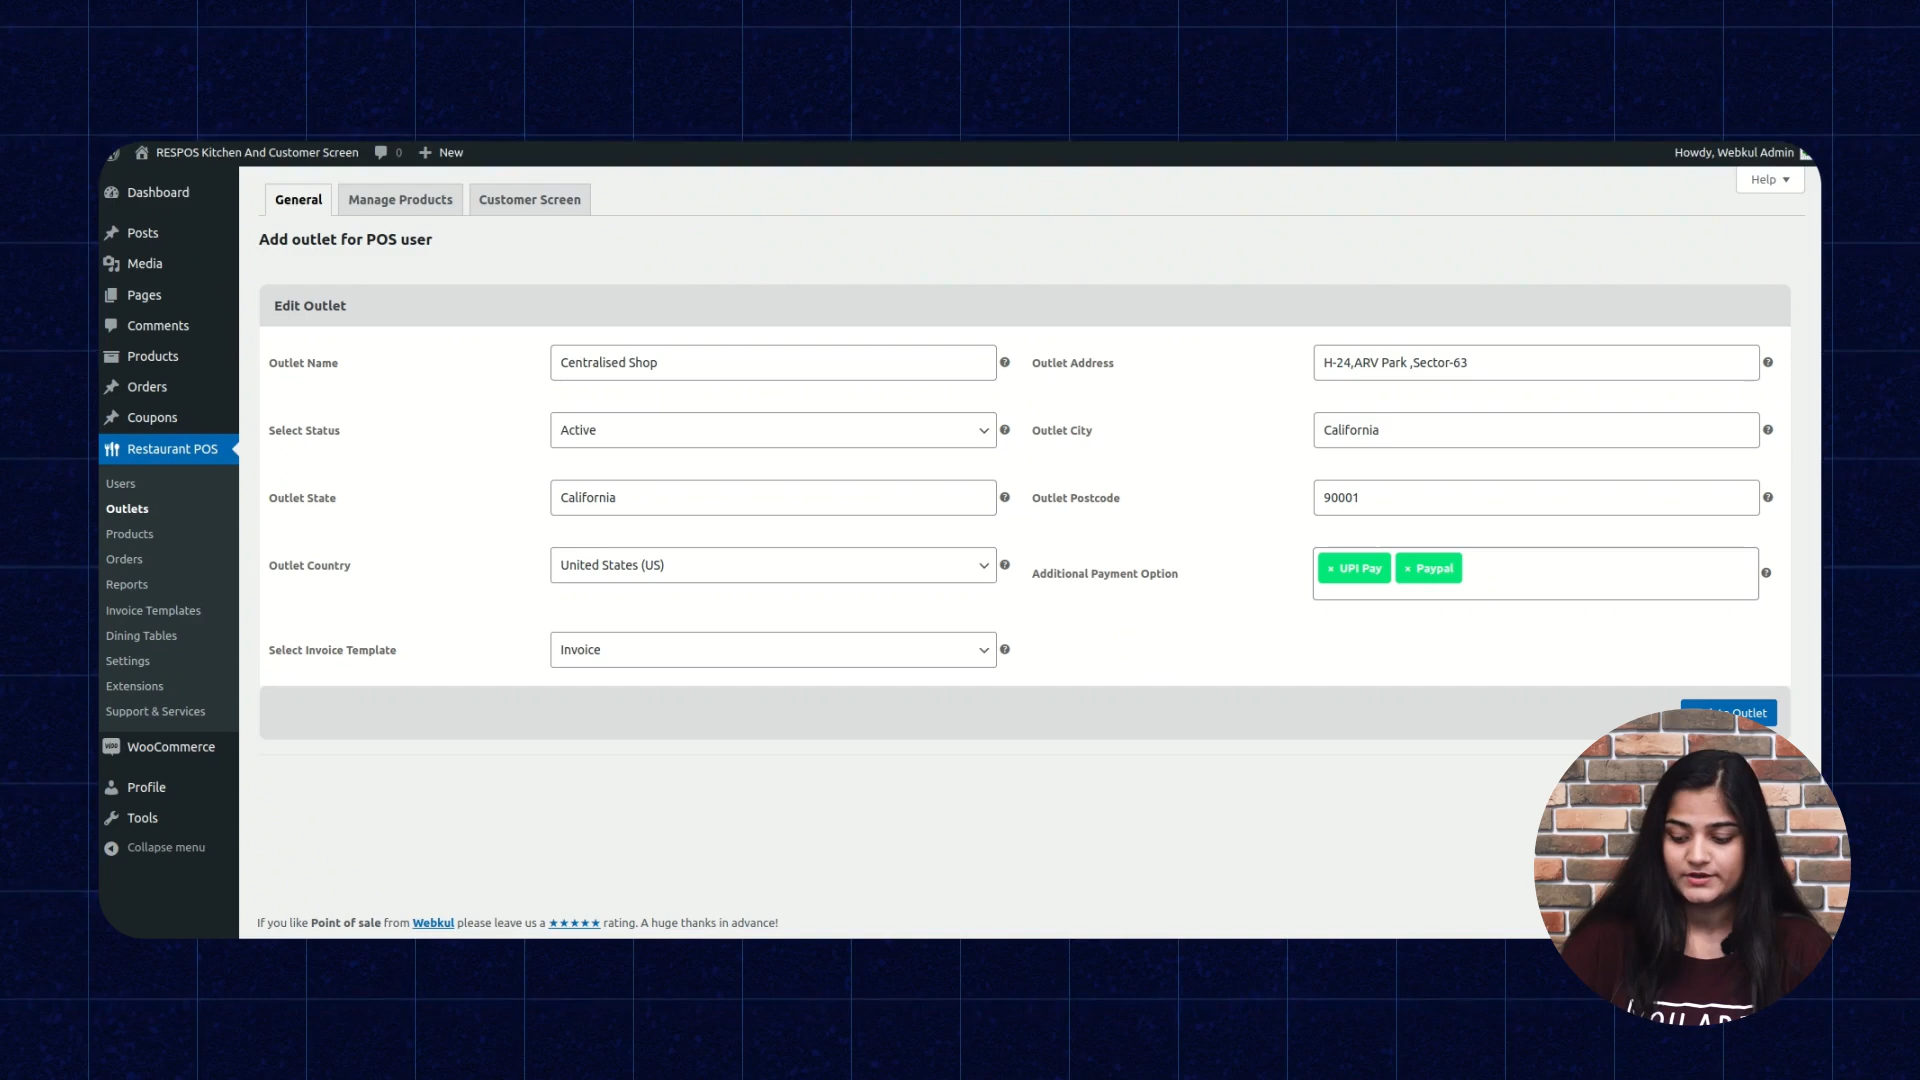 RESPOS Kitchen And Customer Screen 0 New Howdy, Webkul Admin
Help
Dashboard
Posts
Media
Pages
Comments
Products
Orders
Coupons
Restaurant POS
Users
Outlets
Products
Orders
Reports
Invoice Templates
Dining Tables
Settings
Extensions
Support & Services
WooCommerce
Profile
Tools
Collapse menu
General Manage Products Customer Screen
Add outlet for POS user
Edit Outlet
Outlet Name Centralised Shop Outlet Address H-24,ARV Park ,Sector-63
Select Status Active Outlet City California
Outlet State California Outlet Postcode 90001
Outlet Country United States (US) Additional Payment Option × UPI Pay × Paypal
Select Invoice Template Invoice
Outlet
If you like Point of sale from Webkul please leave us a ★★★★★ rating. A huge thanks in advance!